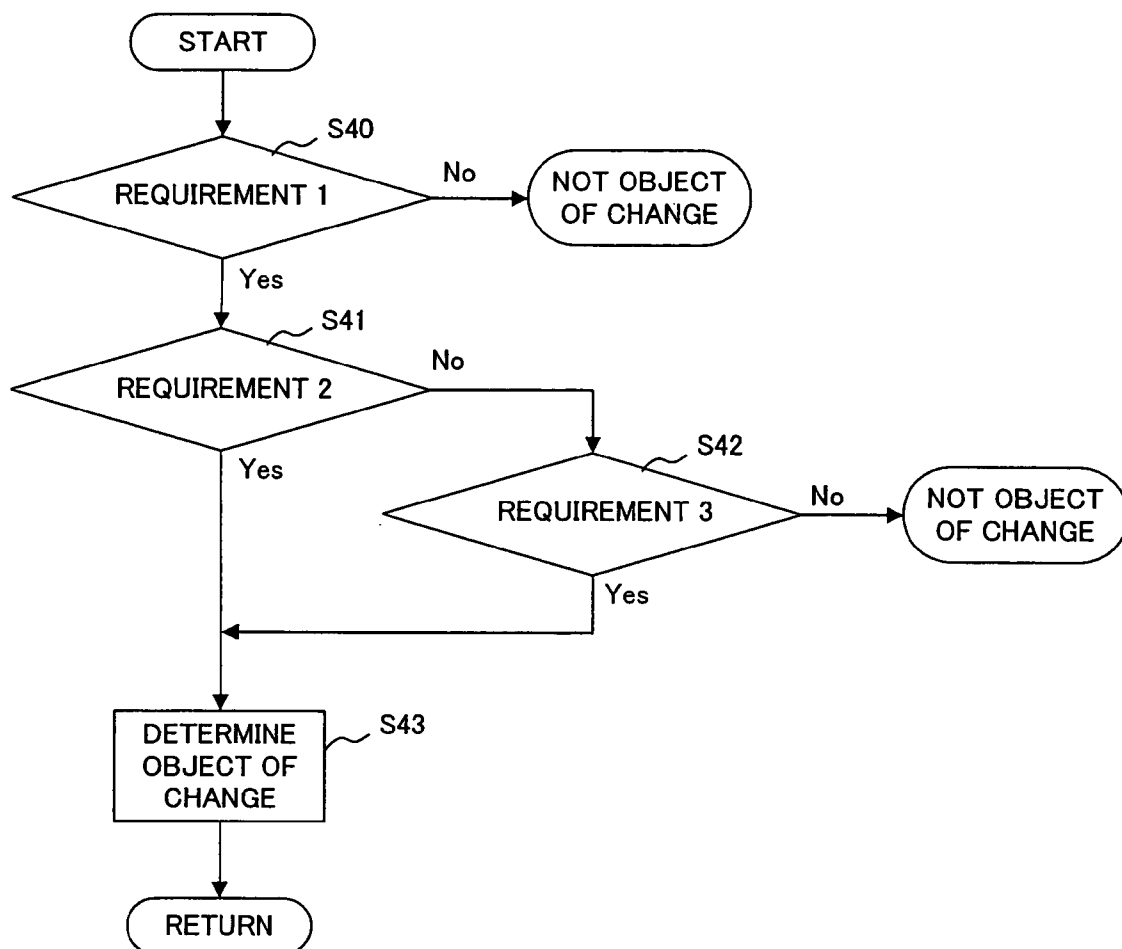 START
S40
REQUIREMENT 1
No
NOT OBJECT
OF CHANGE
Yes
S41
REQUIREMENT 2
No
Yes
S42
REQUIREMENT 3
No
NOT OBJECT
OF CHANGE
Yes
DETERMINE
OBJECT OF
CHANGE
S43
RETURN